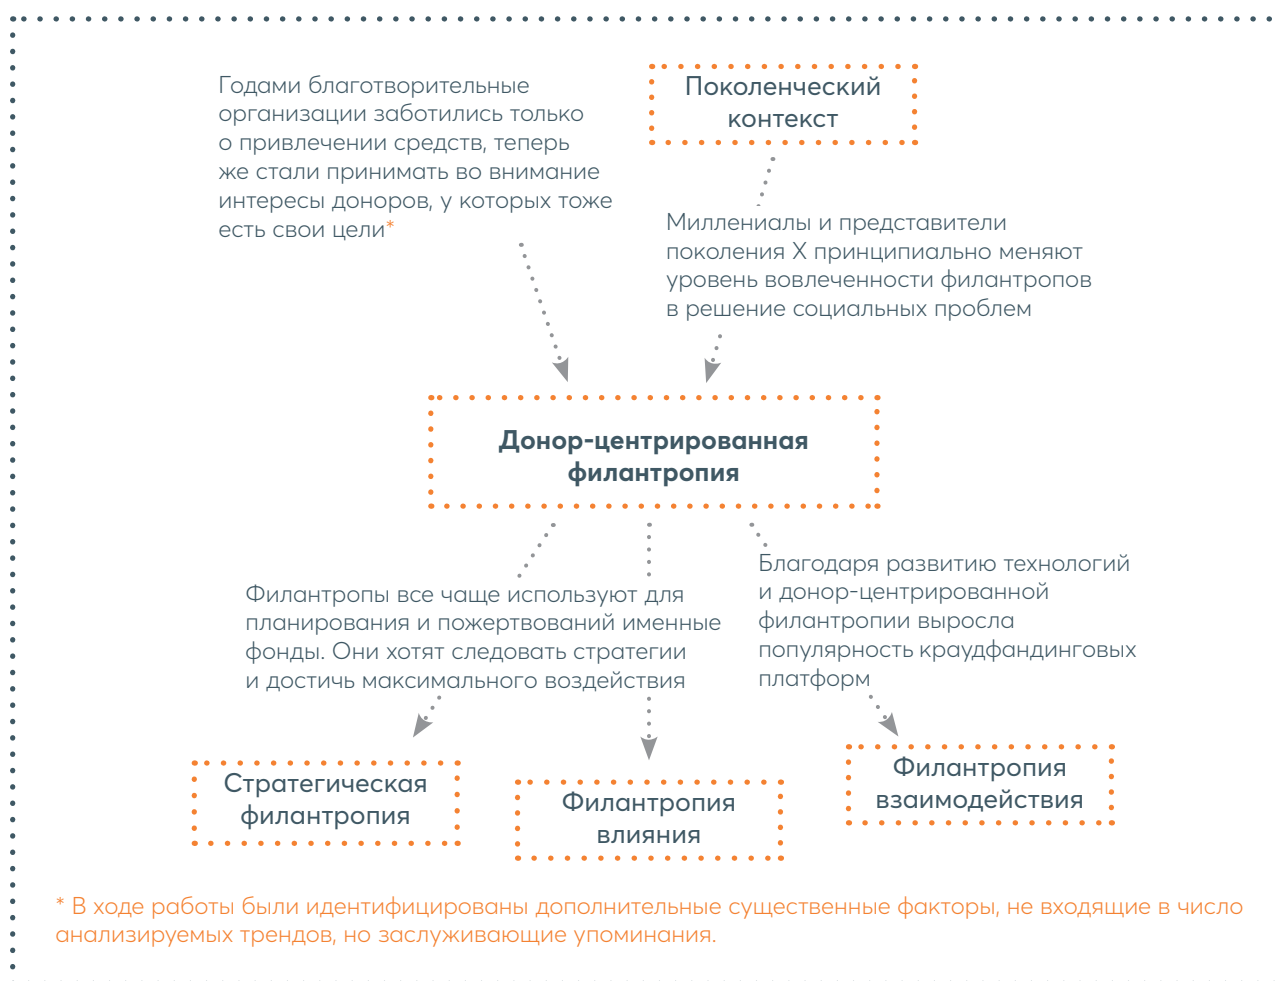 Годами благотворительные
организации заботились только
о привлечении средств, теперь
же стали принимать во внимание
интересы доноров, у которых тоже
есть свои цели*
Поколенческий
контекст
Миллениалы и представители
поколения X принципиально меняют
уровень вовлеченности филантропов
в решение социальных проблем
Донор-центрированная
филантропия
Филантропы все чаще используют для
планирования и пожертвований именные
фонды. Они хотят следовать стратегии
и достичь максимального воздействия
Благодаря развитию технологий
и донор-центрированной
филантропии выросла
популярность краудфандинговых
платформ
Стратегическая
филантропия
Филантропия
влияния
Филантропия
взаимодействия
* В ходе работы были идентифицированы дополнительные существенные факторы, не входящие в число
анализируемых трендов, но заслуживающие упоминания.